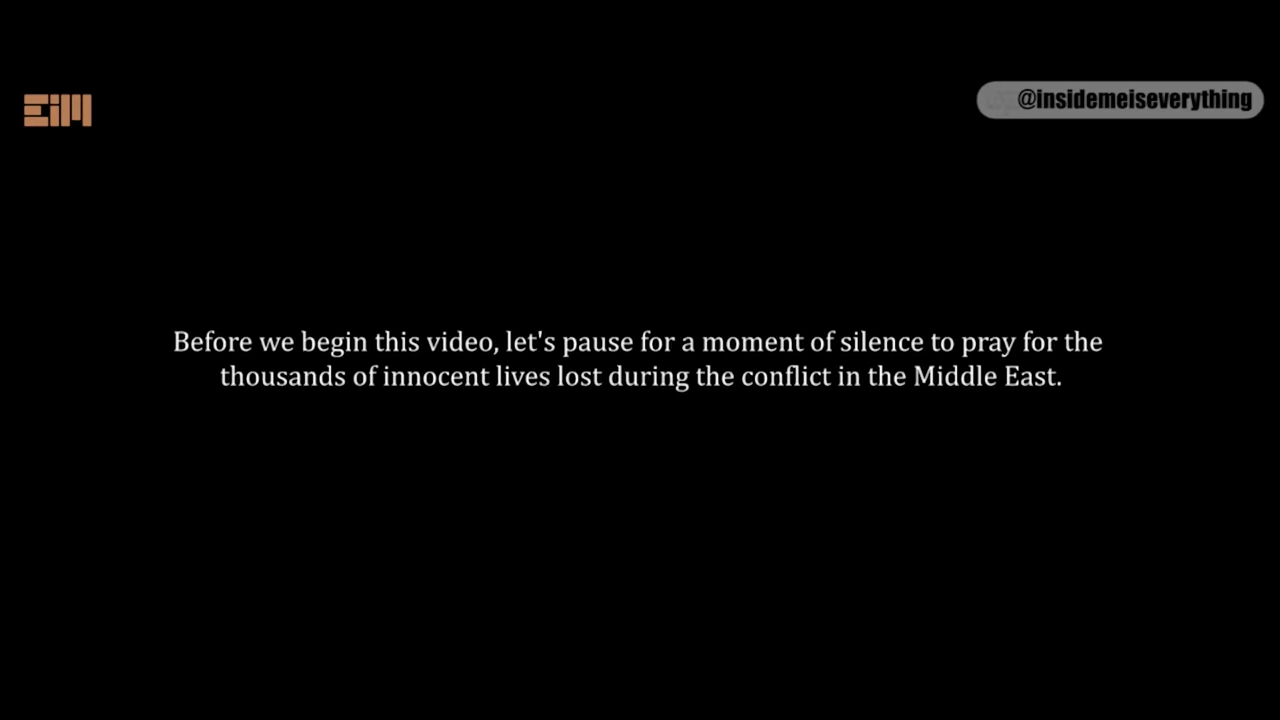 EiM
@insidemeiseverything
Before we begin this video, let's pause for a moment of silence to pray for the
thousands of innocent lives lost during the conflict in the Middle East.